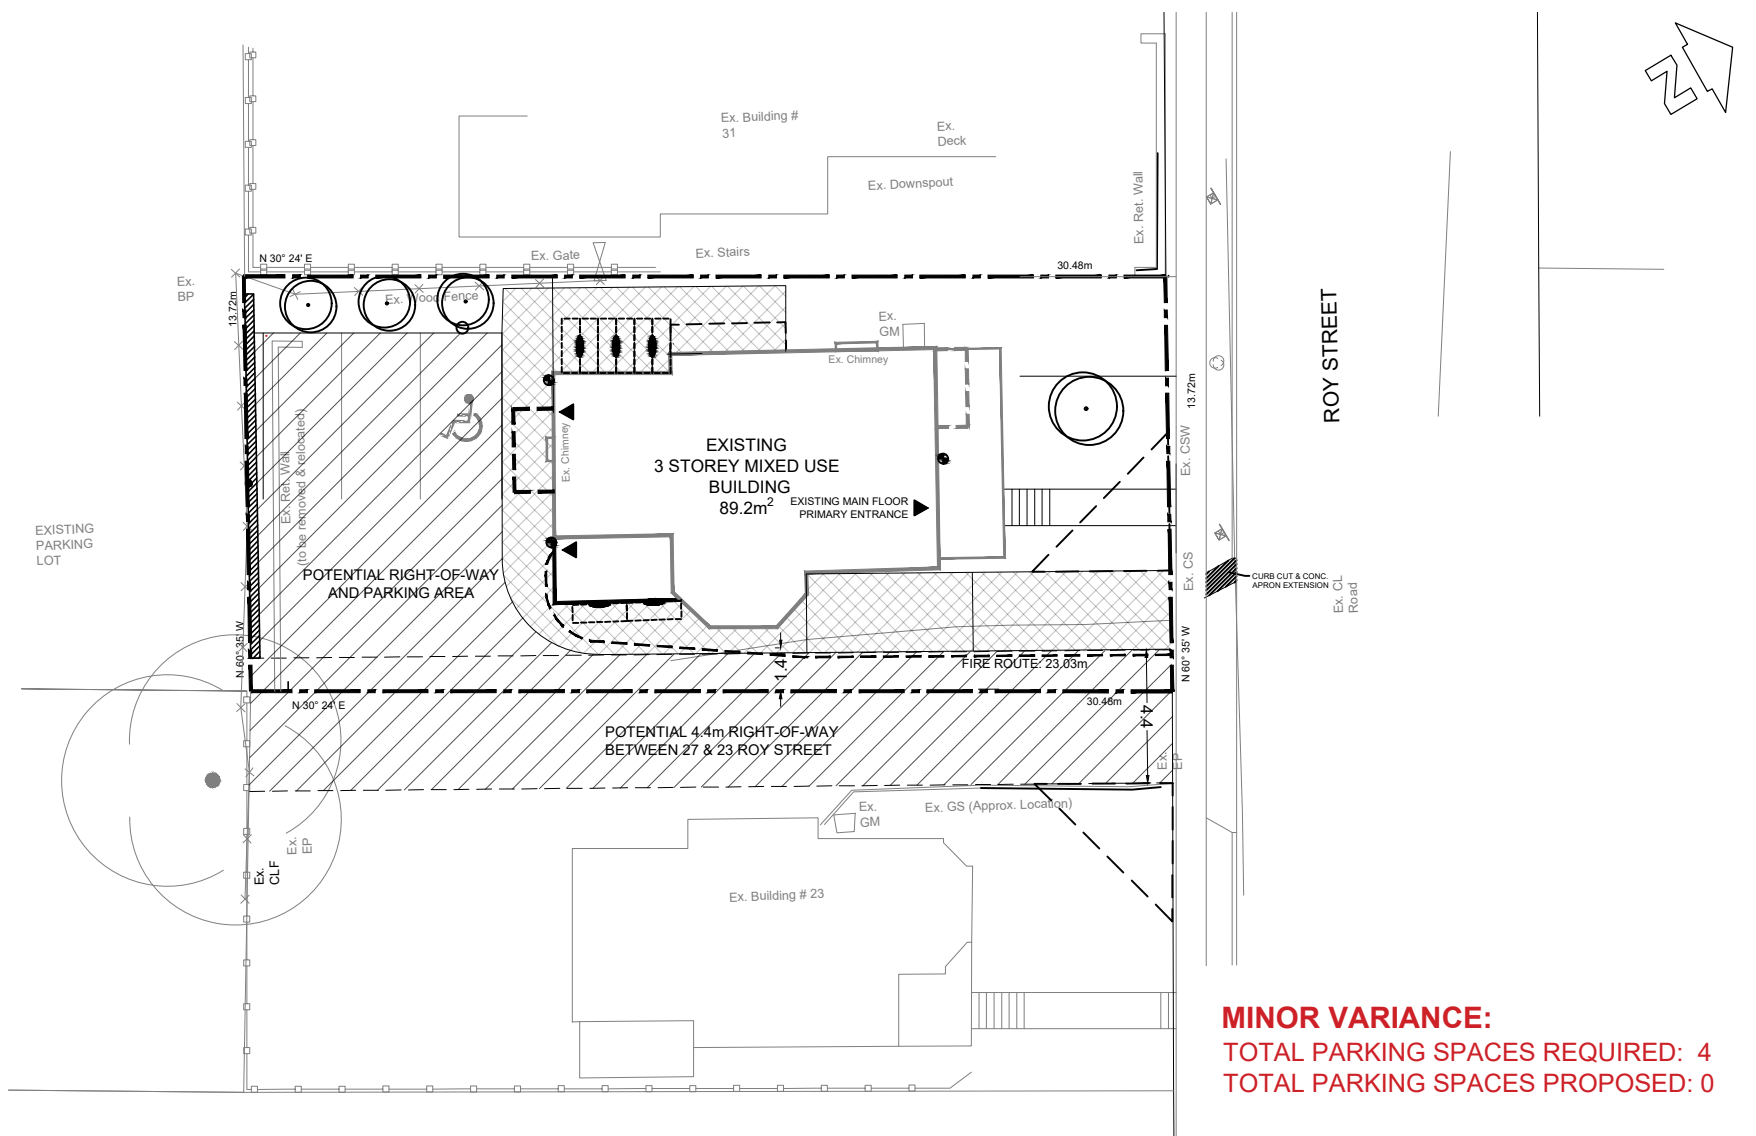 N
Ex. Building #
31
Ex.
Deck
Ex. Downspout
Ex. Ret. Wall
Ex. Gate
Ex. Stairs
N 30° 24' E
30.48m
Ex.
BP
13.72m
Ex. Wood Fence
Ex.
GM
Ex. Chimney
ROY STREET
13.72m
Ex. CSW
Ex. Chimney
EXISTING
3 STOREY MIXED USE
BUILDING
89.2m2
EXISTING MAIN FLOOR
PRIMARY ENTRANCE
Ex. Ret. Wall
(to be removed & relocated)
EXISTING
PARKING
LOT
POTENTIAL RIGHT-OF-WAY
AND PARKING AREA
Ex. CS
CURB CUT & CONC.
APRON EXTENSION
Ex. CL
Road
N 60° 35' W
N 60° 35' W
1.4
FIRE ROUTE: 23.03m
N 30° 24' E
30.48m
4.4
POTENTIAL 4.4m RIGHT-OF-WAY
BETWEEN 27 & 23 ROY STREET
Ex.
EP
Ex.
GM
Ex. GS (Approx. Location)
Ex.
EP
Ex.
CLF
Ex. Building # 23
MINOR VARIANCE:
TOTAL PARKING SPACES REQUIRED: 4
TOTAL PARKING SPACES PROPOSED: 0